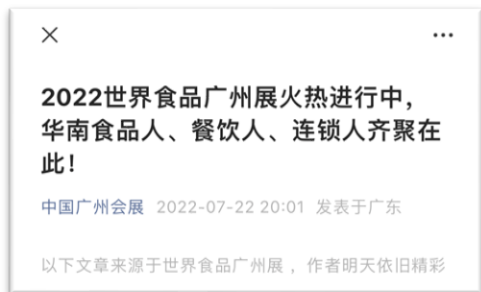 2022世界食品广州展火热进行中，
华南食品人、餐饮人、连锁人齐聚在
此！
中国广州会展 2022-07-22 20:01 发表于广东
以下文章来源于世界食品广州展，作者明天依旧精彩